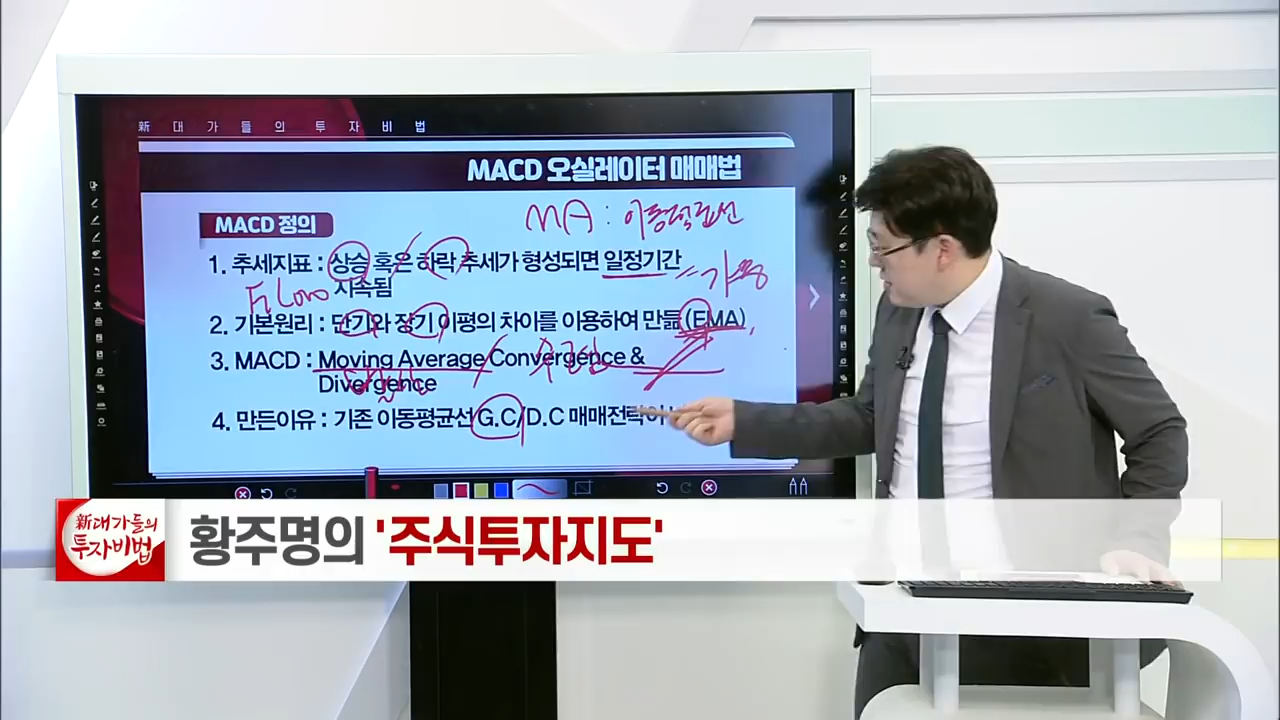 新 대 가 들 의 투 자 비 법
MACD 오실레이터 매매법
MACD 정의
MA : 이동평균선
1. 추세지표 : 상승 혹은 하락 추세가 형성되면 일정기간
지속됨
2. 기본원리 : 단기와 장기 이평의 차이를 이용하여 만듦 (EMA)
3. MACD : Moving Average Convergence &
Divergence
4. 만든이유 : 기존 이동평균선 G.C/D.C 매매전략이
新대가들의
투자비법
황주명의 '주식투자지도'